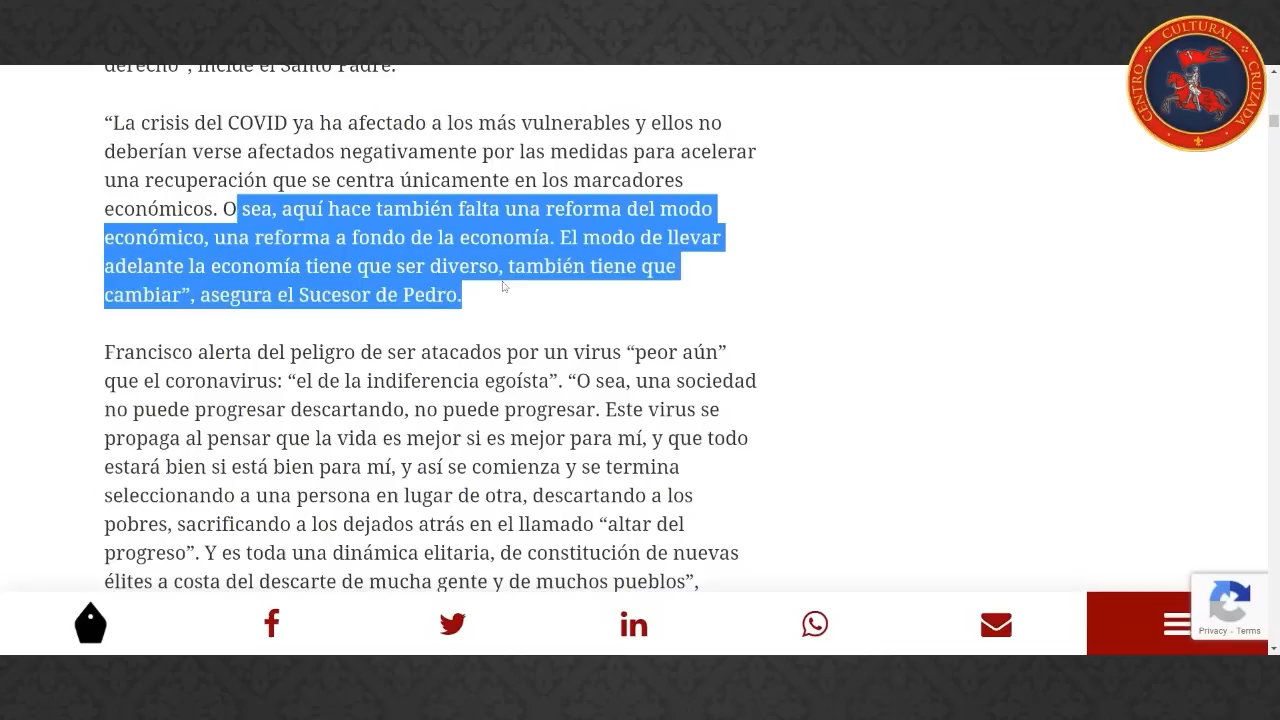 derecho”, incide el Santo Padre.
“La crisis del COVID ya ha afectado a los más vulnerables y ellos no
deberían verse afectados negativamente por las medidas para acelerar
una recuperación que se centra únicamente en los marcadores
económicos. O sea, aquí hace también falta una reforma del modo
económico, una reforma a fondo de la economía. El modo de llevar
adelante la economía tiene que ser diverso, también tiene que
cambiar”, asegura el Sucesor de Pedro.
Francisco alerta del peligro de ser atacados por un virus “peor aún”
que el coronavirus: “el de la indiferencia egoísta”. “O sea, una sociedad
no puede progresar descartando, no puede progresar. Este virus se
propaga al pensar que la vida es mejor si es mejor para mí, y que todo
estará bien si está bien para mí, y así se comienza y se termina
seleccionando a una persona en lugar de otra, descartando a los
pobres, sacrificando a los dejados atrás en el llamado “altar del
progreso”. Y es toda una dinámica elitaria, de constitución de nuevas
élites a costa del descarte de mucha gente y de muchos pueblos”,
CENTRO CULTURAL CRUZADA
Privacy - Terms